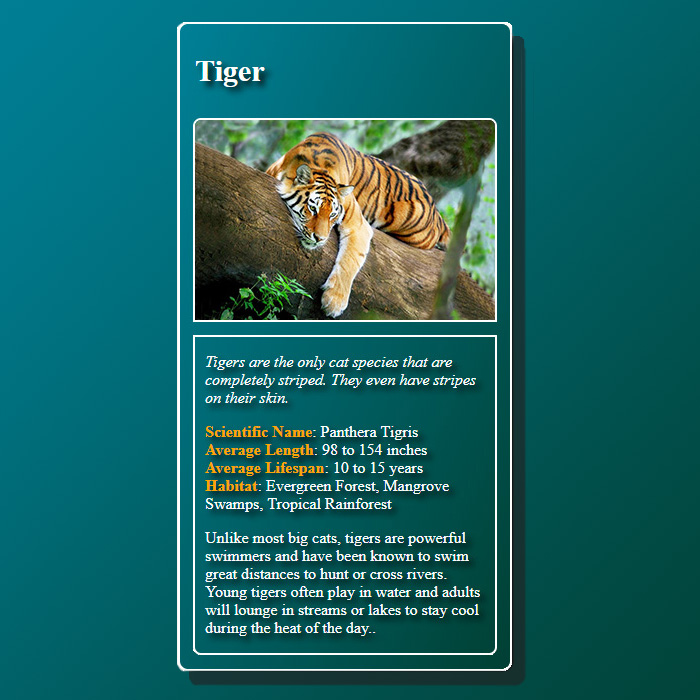 Tiger
Tigers are the only cat species that are
completely striped. They even have stripes
on their skin.
Scientific Name: Panthera Tigris
Average Length: 98 to 154 inches
Average Lifespan: 10 to 15 years
Habitat: Evergreen Forest, Mangrove
Swamps, Tropical Rainforest
Unlike most big cats, tigers are powerful
swimmers and have been known to swim
great distances to hunt or cross rivers.
Young tigers often play in water and adults
will lounge in streams or lakes to stay cool
during the heat of the day..